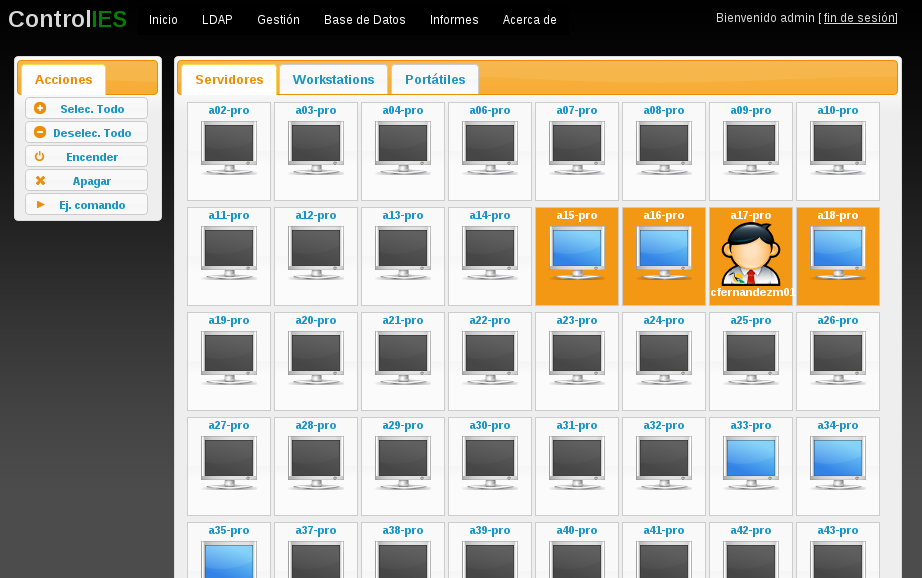 ControlIES Inicio LDAP Gestión Base de Datos Informes Acerca de Bienvenido admin [fin de sesión]
Acciones
Selec. Todo
Deselec. Todo
Encender
Apagar
Ej. comando
Servidores Workstations Portátiles
a02-pro a03-pro a04-pro a06-pro a07-pro a08-pro a09-pro a10-pro
a11-pro a12-pro a13-pro a14-pro a15-pro a16-pro a17-pro a18-pro
cfernandezm01
a19-pro a20-pro a21-pro a22-pro a23-pro a24-pro a25-pro a26-pro
a27-pro a28-pro a29-pro a30-pro a31-pro a32-pro a33-pro a34-pro
a35-pro a37-pro a38-pro a39-pro a40-pro a41-pro a42-pro a43-pro